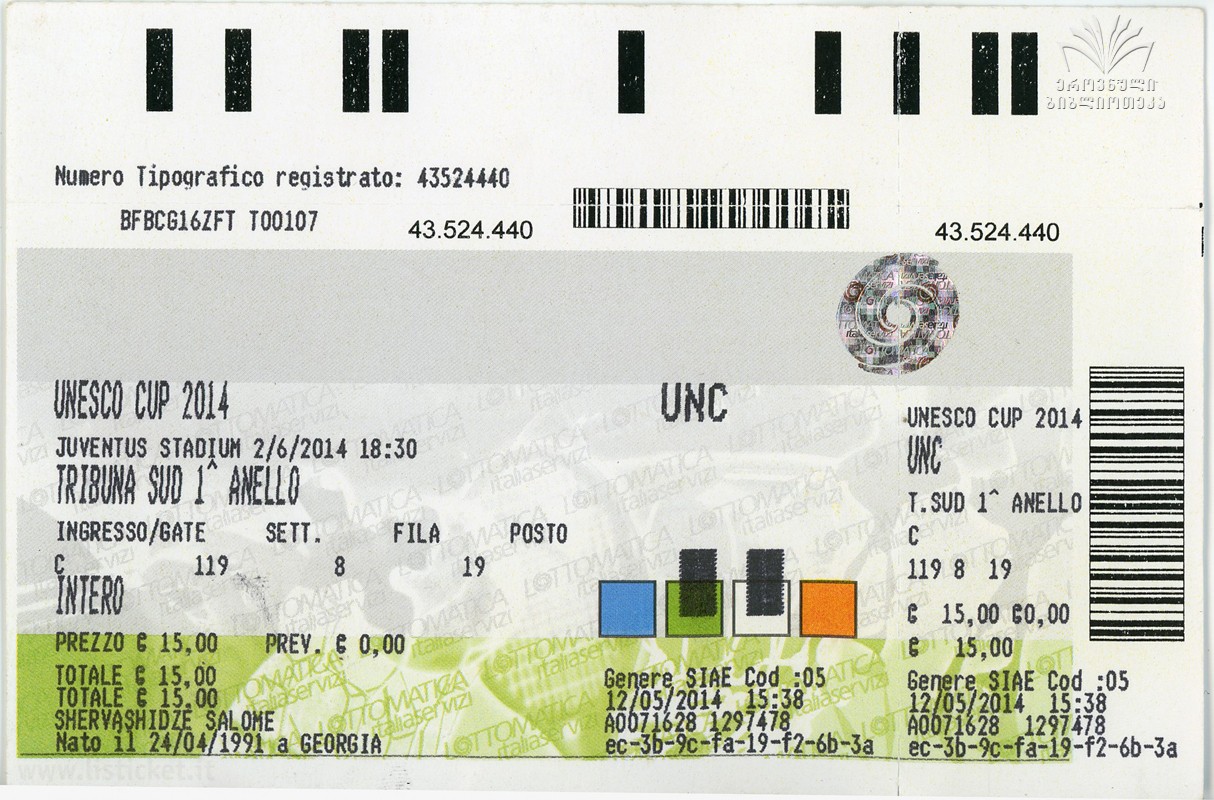 ეროვნული
ბიბლიოთეკა
Numero Tipografico registrato: 43524440
BFBCG16ZFT T00107
43.524.440
43.524.440
UNESCO CUP 2014
UNC
JUVENTUS STADIUM 2/6/2014 18:30
TRIBUNA SUD 1^ ANELLO
INGRESSO/GATE SETT. FILA POSTO
C 119 8 19
INTERO
PREZZO € 15,00 PREV. € 0,00
TOTALE € 15,00
TOTALE € 15,00
SHERVASHIDZE SALOME
Nato il 24/04/1991 a GEORGIA
Genere SIAE Cod :05
12/05/2014 15:38
A0071628 1297478
ec-3b-9c-fa-19-f2-6b-3a
UNESCO CUP 2014
UNC
T.SUD 1^ ANELLO
C
119 8 19
€ 15,00 €0,00
€ 15,00
Genere SIAE Cod :05
12/05/2014 15:38
A0071628 1297478
ec-3b-9c-fa-19-f2-6b-3a
LOTTOMATICA
italiaservizi
www.listicket.it